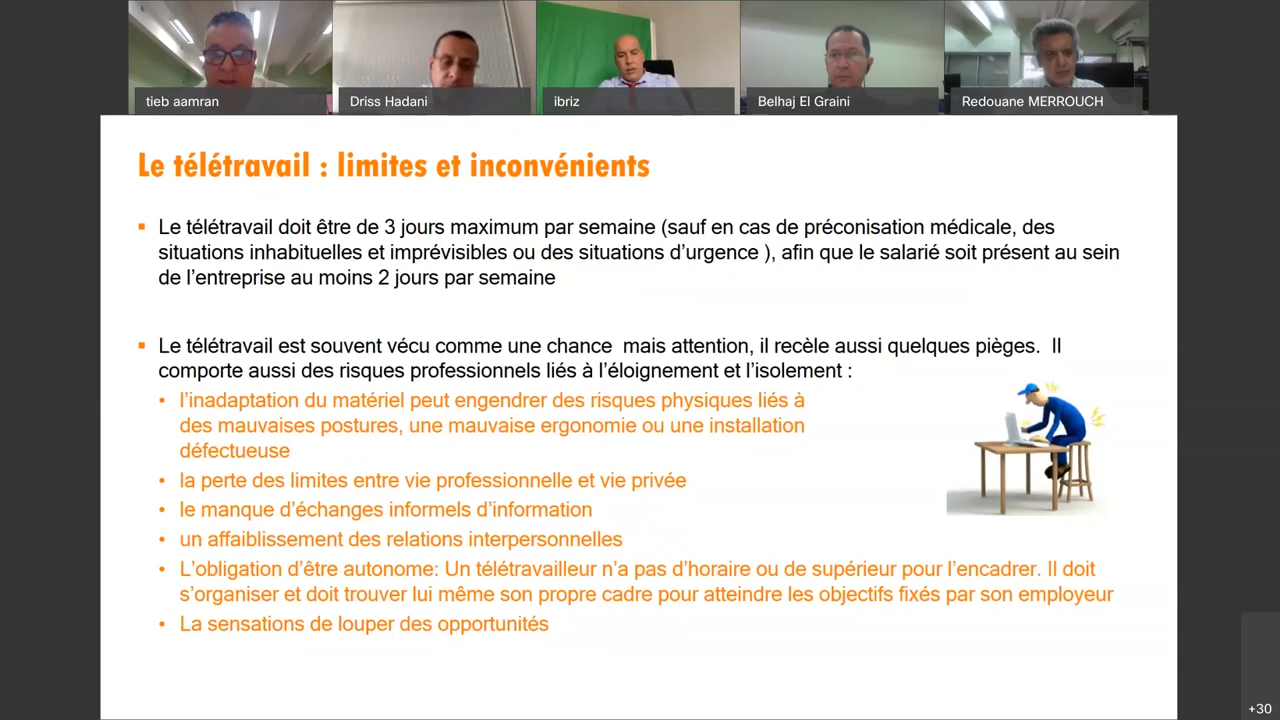 tieb aamran
Driss Hadani
ibriz
Belhaj El Graini
Redouane MERROUCH
Le télétravail : limites et inconvénients
Le télétravail doit être de 3 jours maximum par semaine (sauf en cas de préconisation médicale, des
situations inhabituelles et imprévisibles ou des situations d’urgence ), afin que le salarié soit présent au sein
de l’entreprise au moins 2 jours par semaine
Le télétravail est souvent vécu comme une chance  mais attention, il recèle aussi quelques pièges.  Il
comporte aussi des risques professionnels liés à l’éloignement et l’isolement :
l’inadaptation du matériel peut engendrer des risques physiques liés à
des mauvaises postures, une mauvaise ergonomie ou une installation
défectueuse
la perte des limites entre vie professionnelle et vie privée
le manque d’échanges informels d’information
un affaiblissement des relations interpersonnelles
L’obligation d’être autonome: Un télétravailleur n’a pas d’horaire ou de supérieur pour l’encadrer. Il doit
s’organiser et doit trouver lui même son propre cadre pour atteindre les objectifs fixés par son employeur
La sensations de louper des opportunités
+30